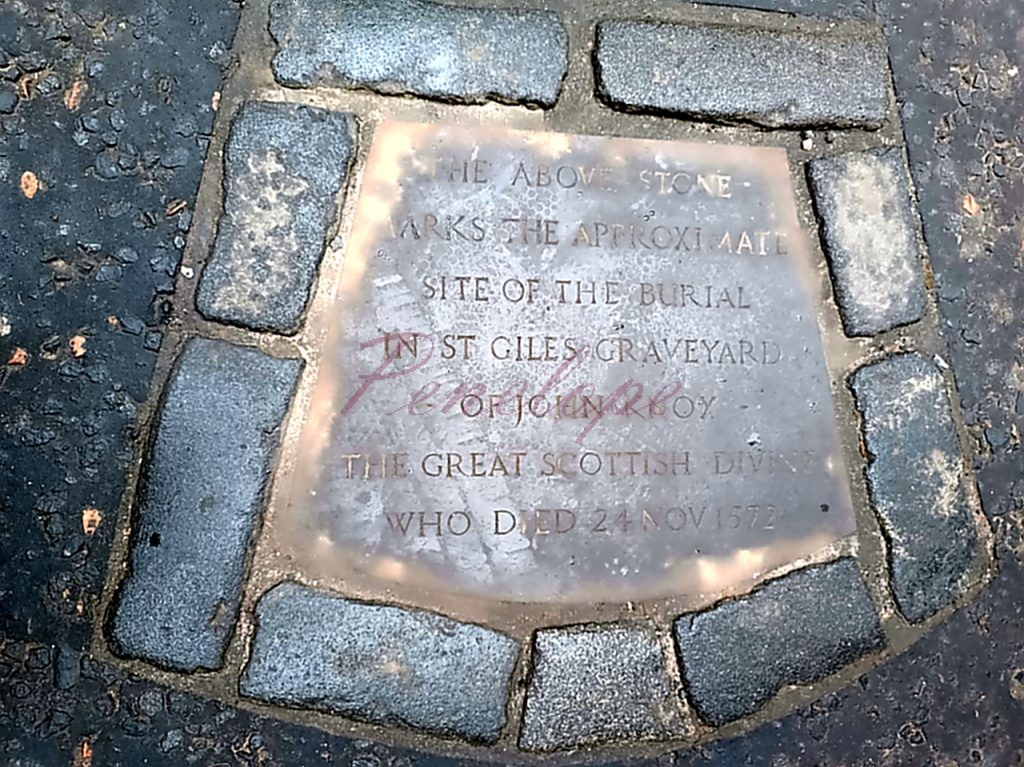 THE ABOVE STONE
MARKS THE APPROXIMATE
SITE OF THE BURIAL
IN ST GILES GRAVEYARD
Penelope
OF JOHN KNOX
THE GREAT SCOTTISH DIVINE
WHO DIED 24 NOV 1572